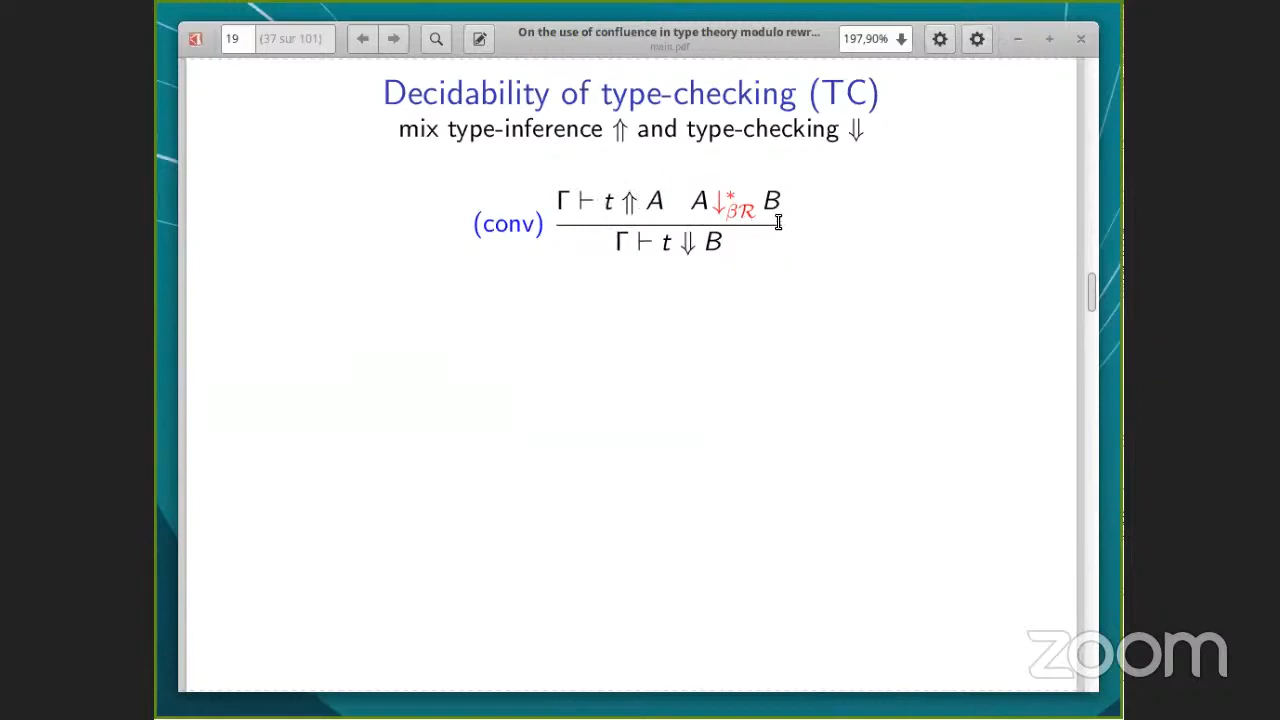 19 (37 sur 101) On the use of confluence in type theory modulo rewr... 197,90%
main.pdf
Decidability of type-checking (TC)
mix type-inference ⇑ and type-checking ⇓
Γ ⊢ t ⇑ A A ↓*βR B
(conv)
Γ ⊢ t ⇓ B
zoom